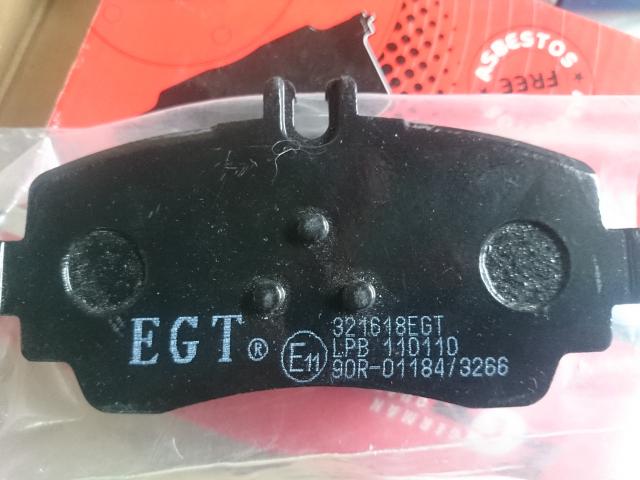 ASBESTOS
FREE
EGT®
E11
321618EGT
LPB 110110
90R-01184/3266